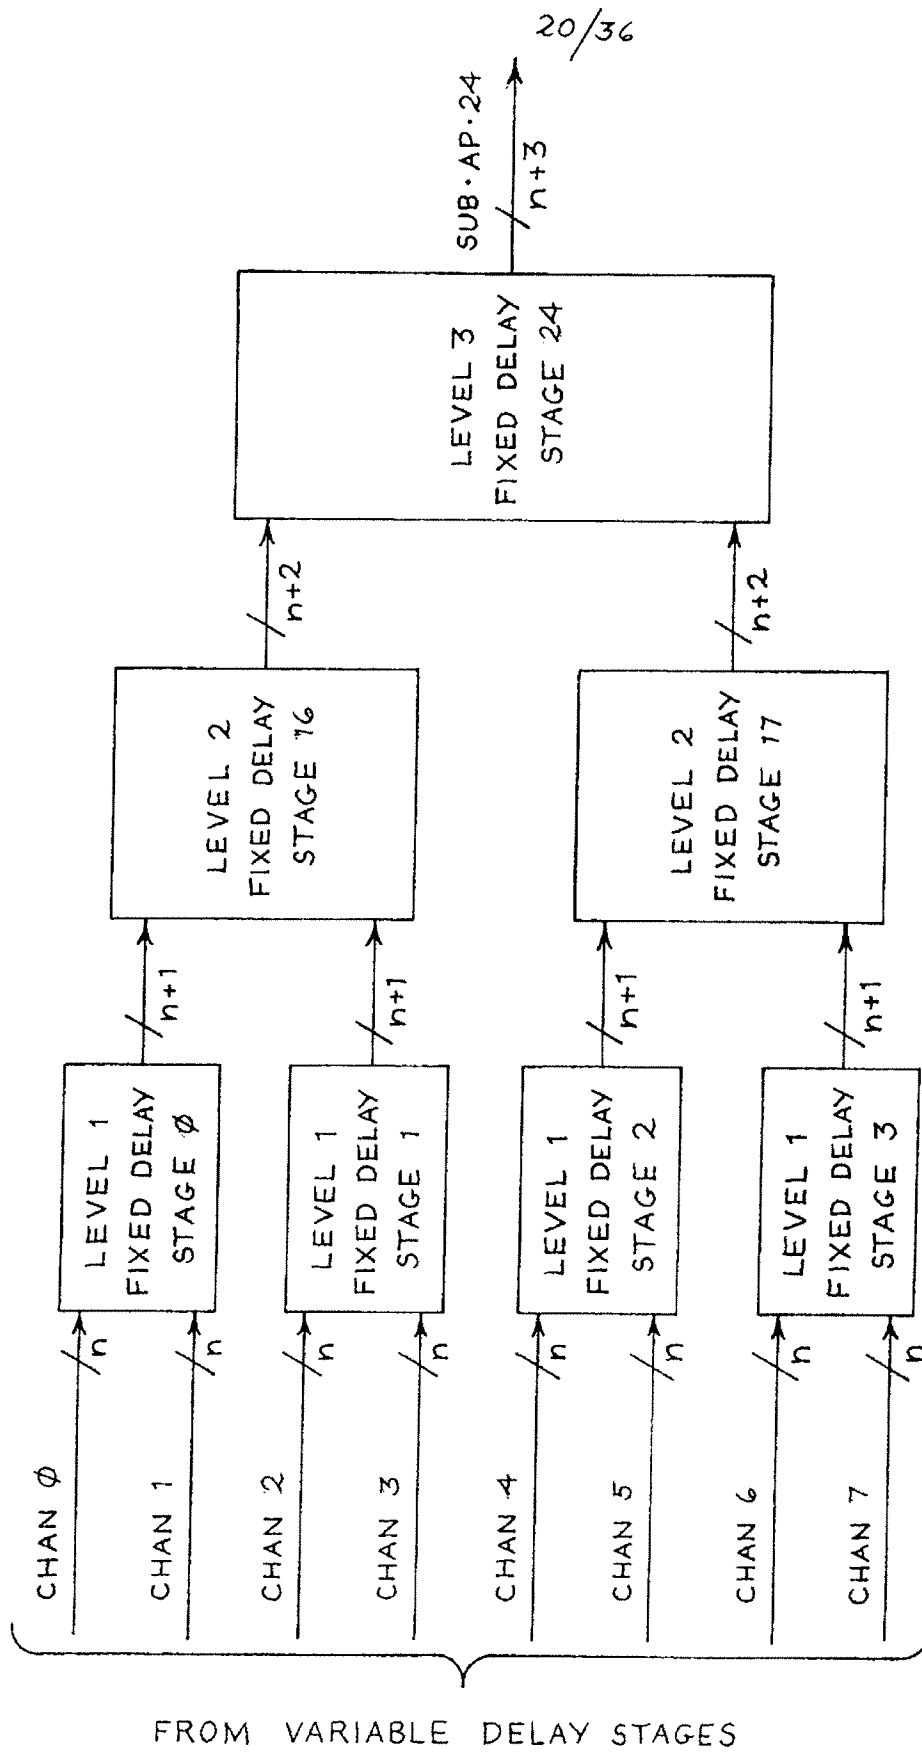 20/36
SUB·AP·24
n+3
LEVEL 3
FIXED DELAY
STAGE 24
n+2
n+2
LEVEL 2
FIXED DELAY
STAGE 16
LEVEL 2
FIXED DELAY
STAGE 17
n+1
n+1
n+1
n+1
LEVEL 1
FIXED DELAY
STAGE Ø
LEVEL 1
FIXED DELAY
STAGE 1
LEVEL 1
FIXED DELAY
STAGE 2
LEVEL 1
FIXED DELAY
STAGE 3
n
n
n
n
n
n
n
n
CHAN Ø
CHAN 1
CHAN 2
CHAN 3
CHAN 4
CHAN 5
CHAN 6
CHAN 7
FROM VARIABLE DELAY STAGES